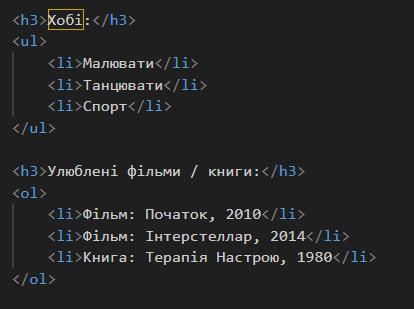 <h3>Хобі:</h3>
<ul>
<li>Малювати</li>
<li>Танцювати</li>
<li>Спорт</li>
</ul>
<h3>Улюблені фільми / книги:</h3>
<ol>
<li>Фільм: Початок, 2010</li>
<li>Фільм: Інтерстеллар, 2014</li>
<li>Книга: Терапія Настрою, 1980</li>
</ol>